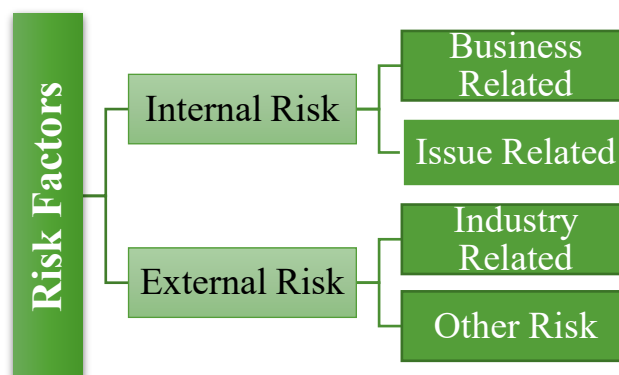 Risk Factors
Internal Risk
Business
Related
Issue Related
External Risk
Industry
Related
Other Risk